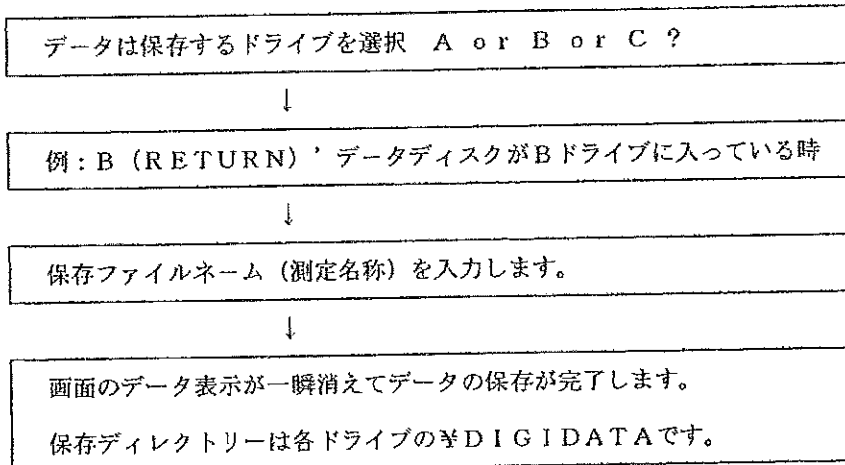 データは保存するドライブを選択 A or B or C ?
↓
例:B(RETURN)’データディスクがBドライブに入っている時
↓
保存ファイルネーム(測定名称)を入力します。
↓
画面のデータ表示が一瞬消えてデータの保存が完了します。
保存ディレクトリーは各ドライブの¥DIGIDATAです。